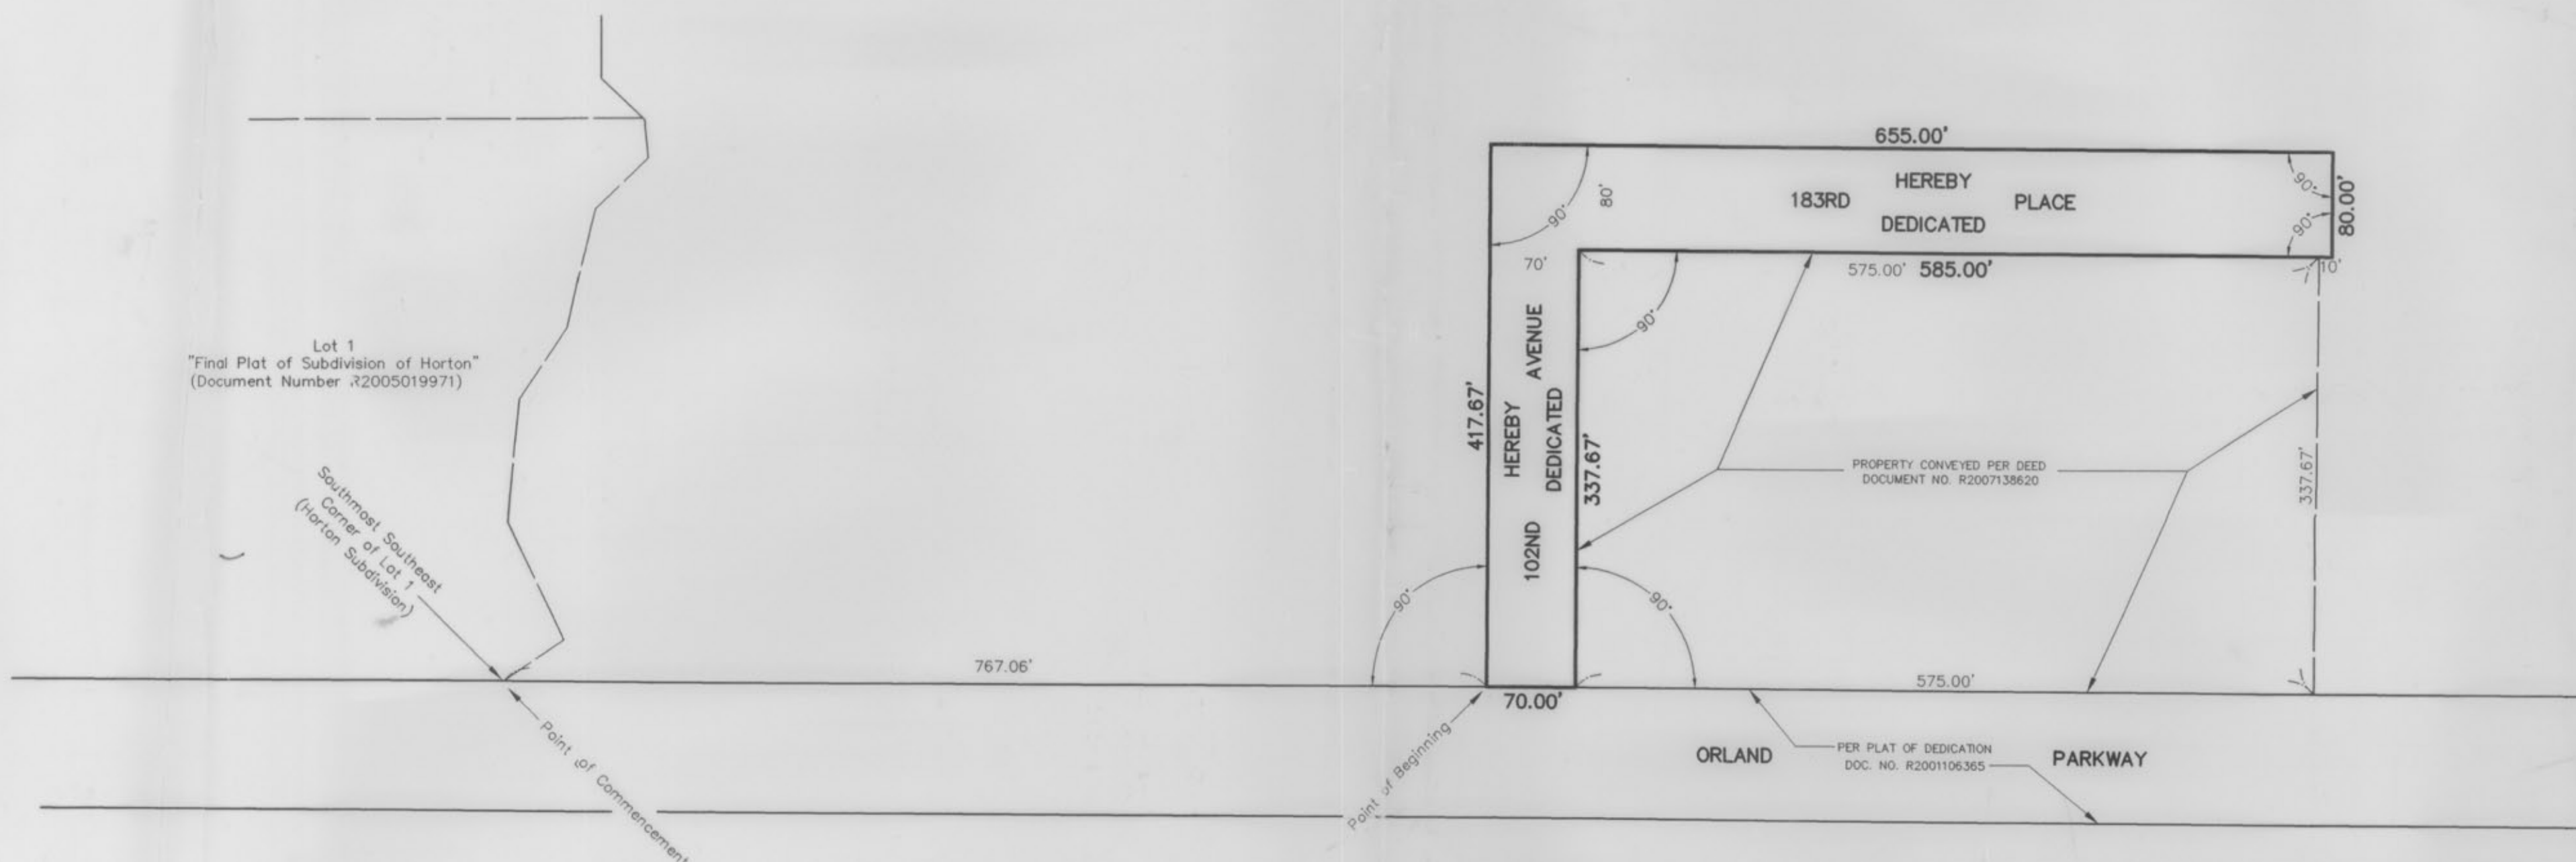 655.00'
HEREBY
183RD PLACE
DEDICATED
90°
80'
90°
90°
80.00'
70'
575.00' 585.00'
10'
90°
Lot 1
"Final Plat of Subdivision of Horton"
(Document Number R2005019971)
417.67'
HEREBY
DEDICATED
102ND AVENUE
337.67'
PROPERTY CONVEYED PER DEED
DOCUMENT NO. R2007138620
337.67'
Southmost Southeast
Corner of Lot 1
(Horton Subdivision)
90°
90°
767.06'
575.00'
70.00'
Point of Commencement
Point of Beginning
ORLAND PARKWAY
PER PLAT OF DEDICATION
DOC. NO. R2001106365